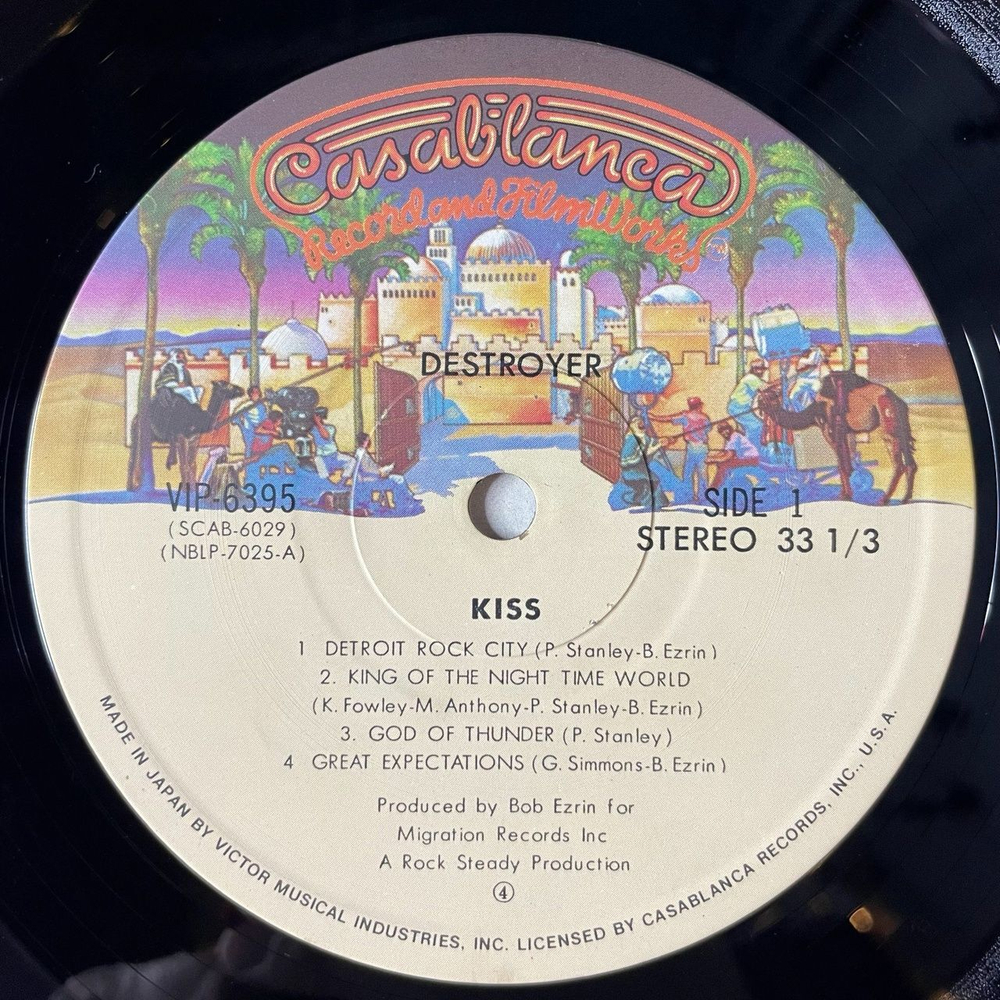 Casablanca
Record and FilmWorks
DESTROYER
VIP-6395
(SCAB-6029)
(NBLP-7025-A)
SIDE 1
STEREO 33 1/3
KISS
1 DETROIT ROCK CITY (P. Stanley-B. Ezrin)
2. KING OF THE NIGHT TIME WORLD
(K. Fowley-M. Anthony-P. Stanley-B. Ezrin)
3. GOD OF THUNDER (P. Stanley)
4 GREAT EXPECTATIONS (G. Simmons-B. Ezrin)
Produced by Bob Ezrin for
Migration Records Inc
A Rock Steady Production
④
MADE IN JAPAN BY VICTOR MUSICAL INDUSTRIES, INC. LICENSED BY CASABLANCA RECORDS, INC., U.S.A.